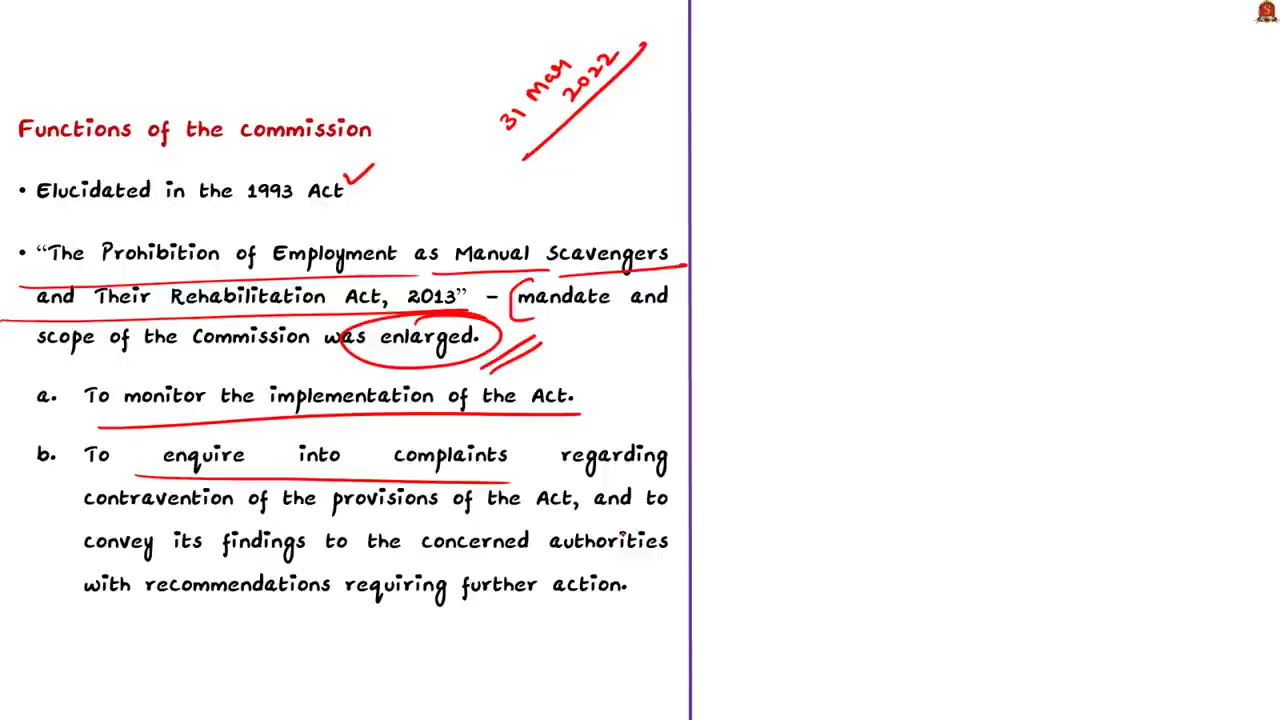 31 Mar
2022
Functions of the commission
• Elucidated in the 1993 Act
• “The Prohibition of Employment as Manual Scavengers
and Their Rehabilitation Act, 2013” – mandate and
scope of the Commission was enlarged.
a. To monitor the implementation of the Act.
b. To enquire into complaints regarding
contravention of the provisions of the Act, and to
convey its findings to the concerned authorities
with recommendations requiring further action.